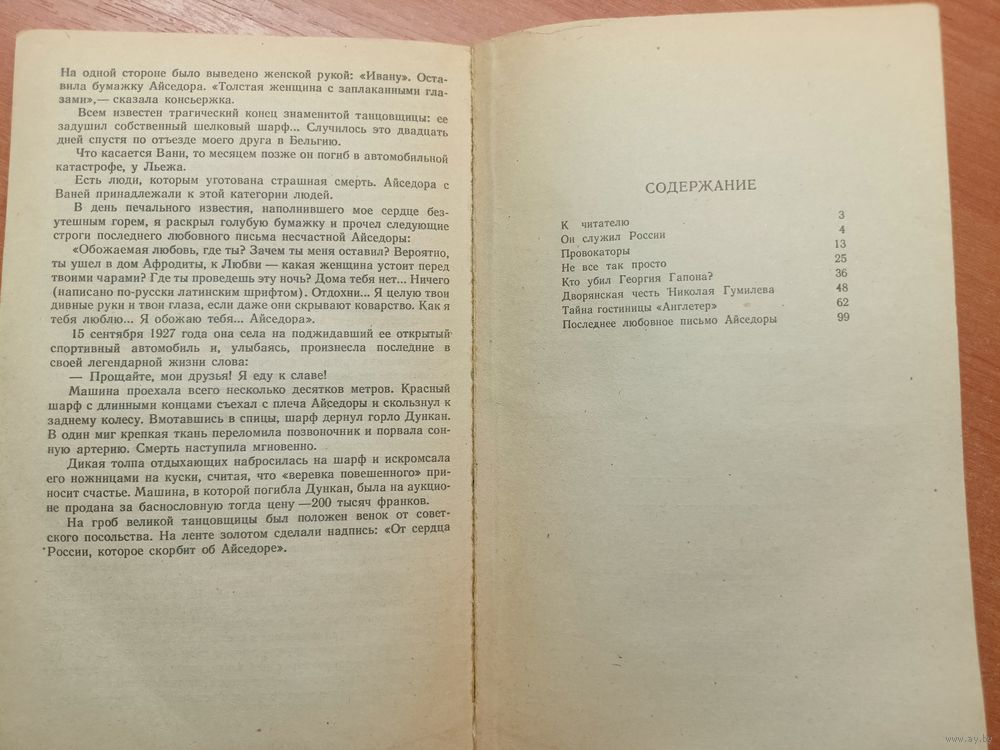 На одной стороне было выведено женской рукой: «Ивану». Оста-
вила бумажку Айседора. «Толстая женщина с заплаканными гла-
зами»,— сказала консьержка.
Всем известен трагический конец знаменитой танцовщицы: ее
задушил собственный шелковый шарф... Случилось это двадцать
дней спустя по отъезде моего друга в Бельгию.
Что касается Вани, то месяцем позже он погиб в автомобильной
катастрофе, у Льежа.
Есть люди, которым уготована страшная смерть. Айседора с
Ваней принадлежали к этой категории людей.
В день печального известия, наполнившего мое сердце без-
утешным горем, я раскрыл голубую бумажку и прочел следующие
строги последнего любовного письма несчастной Айседоры:
«Обожаемая любовь, где ты? Зачем ты меня оставил? Вероятно,
ты ушел в дом Афродиты, к Любви — какая женщина устоит перед
твоими чарами? Где ты проведешь эту ночь? Дома тебя нет... Ничего
(написано по-русски латинским шрифтом). Отдохни... Я целую твои
дивные руки и твои глаза, если даже они скрывают коварство. Как я
тебя люблю... Я обожаю тебя... Айседора».
15 сентября 1927 года она села на поджидавший ее открытый
спортивный автомобиль и, улыбаясь, произнесла последние в
своей легендарной жизни слова:
— Прощайте, мои друзья! Я еду к славе!
Машина проехала всего несколько десятков метров. Красный
шарф с длинными концами съехал с плеча Айседоры и скользнул к
заднему колесу. Вмотавшись в спицы, шарф дернул горло Дункан.
В один миг крепкая ткань переломила позвоночник и порвала сон-
ную артерию. Смерть наступила мгновенно.
Дикая толпа отдыхающих набросилась на шарф и искромсала
его ножницами на куски, считая, что «веревка повешенного» при-
носит счастье. Машина, в которой погибла Дункан, была на аукцио-
не продана за баснословную тогда цену —200 тысяч франков.
На гроб великой танцовщицы был положен венок от совет-
ского посольства. На ленте золотом сделали надпись: «От сердца
России, которое скорбит об Айседоре».
СОДЕРЖАНИЕ
К читателю 3
Он служил России 4
Провокаторы 13
Не все так просто 25
Кто убил Георгия Гапона? 36
Дворянская честь Николая Гумилева 48
Тайна гостиницы «Англетер» 62
Последнее любовное письмо Айседоры 99
www.ay.by